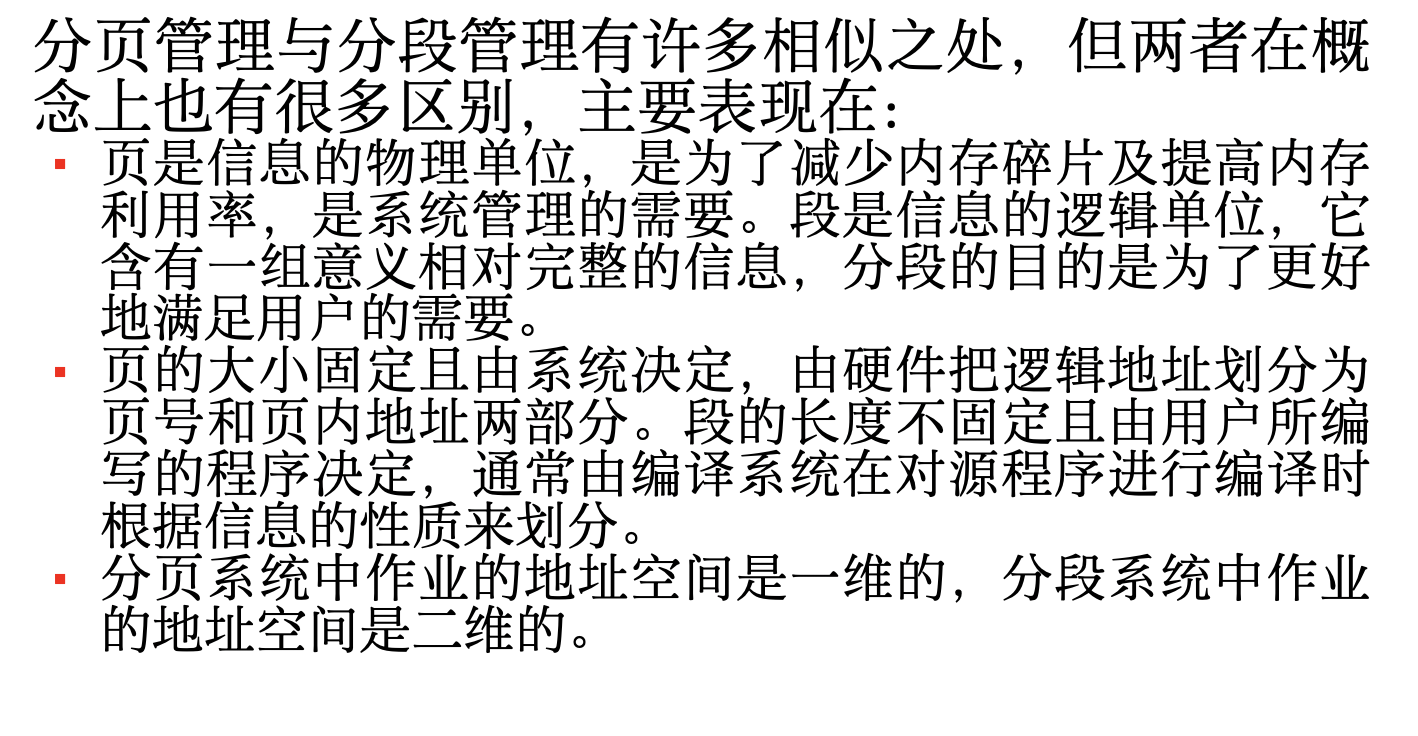 分页管理与分段管理有许多相似之处，但两者在概
念上也有很多区别，主要表现在：
▪ 页是信息的物理单位，是为了减少内存碎片及提高内存
利用率，是系统管理的需要。段是信息的逻辑单位，它
含有一组意义相对完整的信息，分段的目的是为了更好
地满足用户的需要。
▪ 页的大小固定且由系统决定，由硬件把逻辑地址划分为
页号和页内地址两部分。段的长度不固定且由用户所编
写的程序决定，通常由编译系统在对源程序进行编译时
根据信息的性质来划分。
▪ 分页系统中作业的地址空间是一维的，分段系统中作业
的地址空间是二维的。